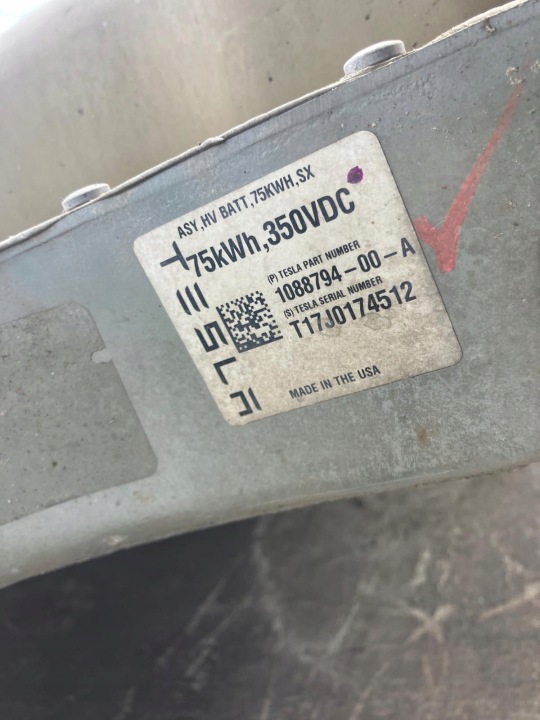 ASY,HV BATT,75KWH,SX
75kWh,350VDC
(P) TESLA PART NUMBER
1088794-00-A
(S) TESLA SERIAL NUMBER
T17J0174512
TESLA
MADE IN THE USA